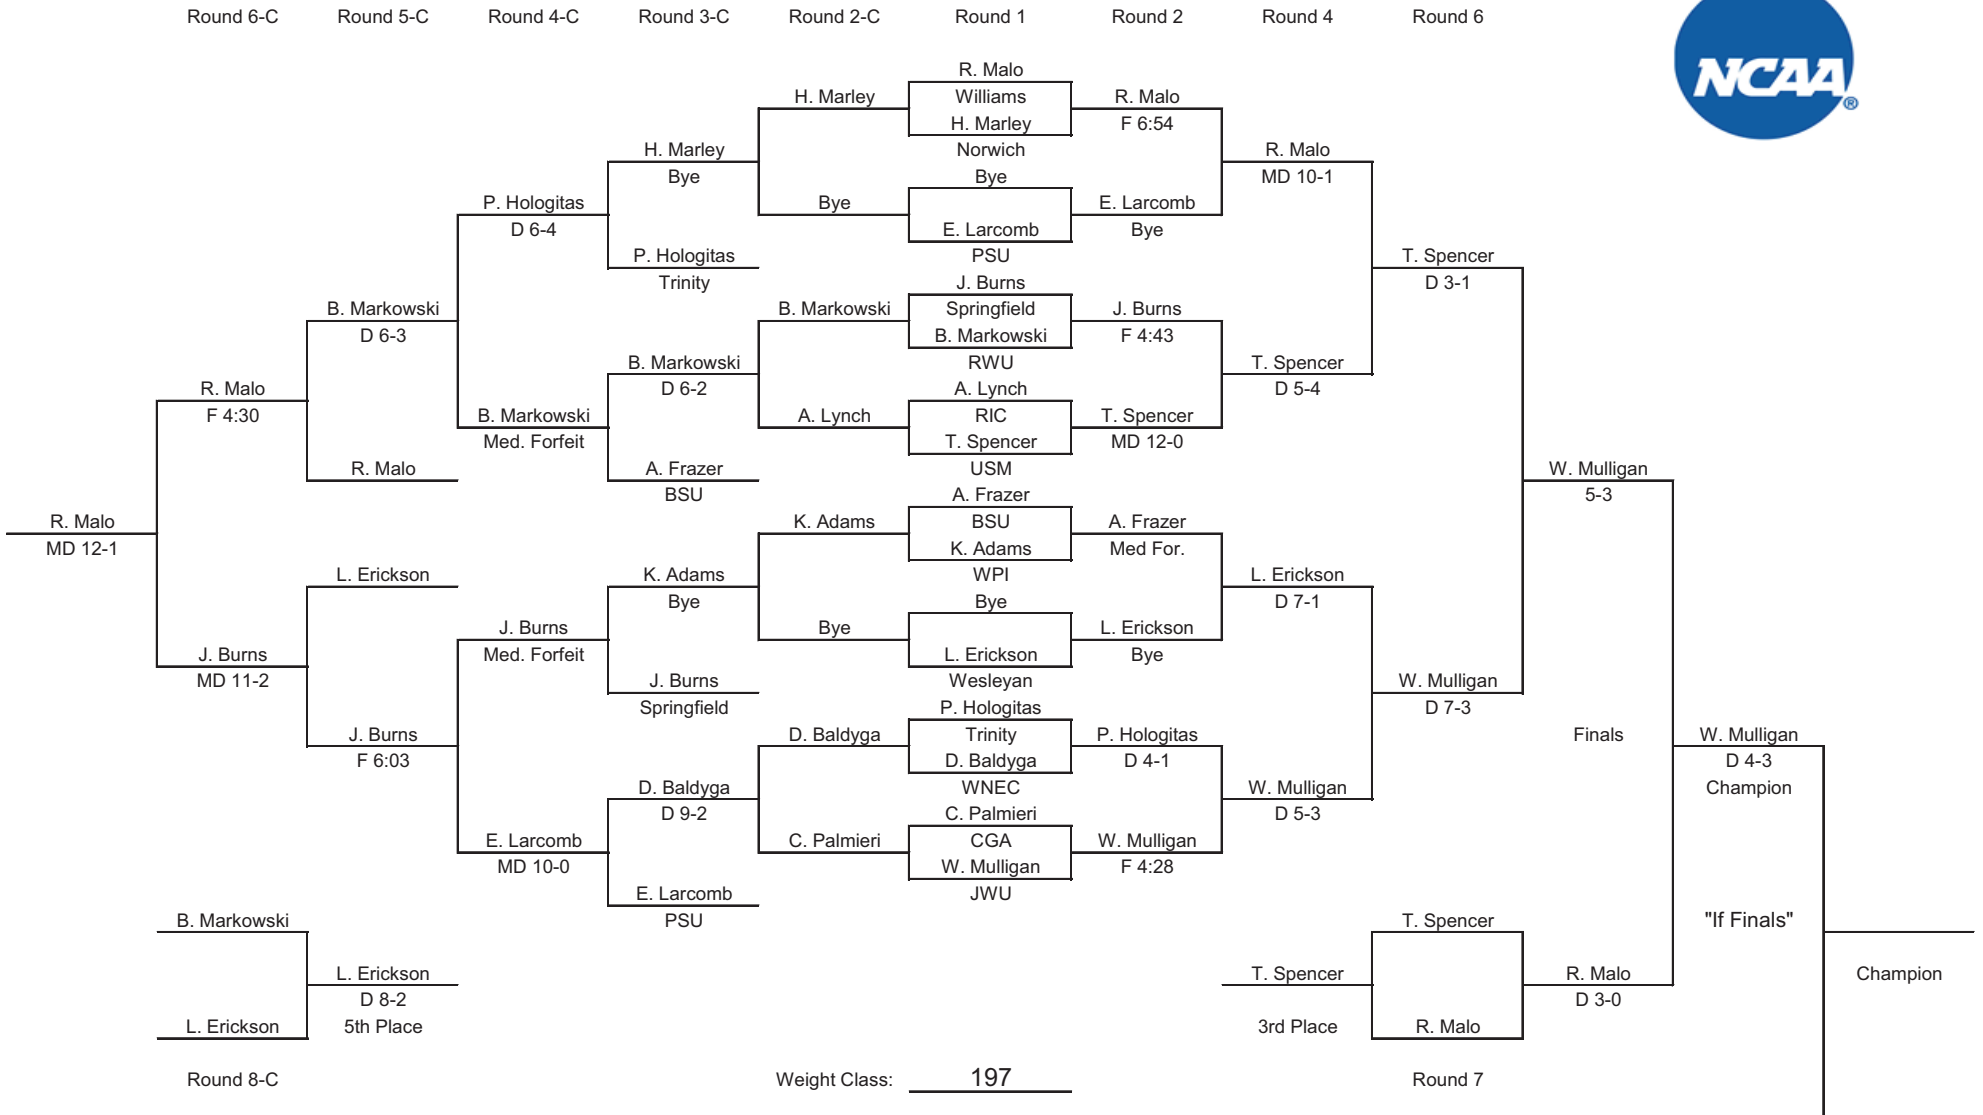 Round 6-C Round 5-C Round 4-C Round 3-C Round 2-C Round 1 Round 2 Round 4 Round 6
NCAA®
R. Malo
H. Marley Williams R. Malo
H. Marley F 6:54
H. Marley Norwich R. Malo
Bye Bye MD 10-1
P. Hologitas Bye E. Larcomb
D 6-4 E. Larcomb Bye
P. Hologitas PSU T. Spencer
Trinity J. Burns D 3-1
B. Markowski B. Markowski Springfield J. Burns
D 6-3 B. Markowski F 4:43
B. Markowski RWU T. Spencer
R. Malo D 6-2 A. Lynch D 5-4
F 4:30 B. Markowski A. Lynch RIC T. Spencer
Med. Forfeit T. Spencer MD 12-0
R. Malo A. Frazer USM W. Mulligan
BSU A. Frazer 5-3
R. Malo K. Adams BSU A. Frazer
MD 12-1 K. Adams Med For.
L. Erickson K. Adams WPI L. Erickson
Bye Bye D 7-1
J. Burns Bye L. Erickson
J. Burns Med. Forfeit L. Erickson Bye
MD 11-2 J. Burns Wesleyan W. Mulligan
Springfield P. Hologitas D 7-3
J. Burns D. Baldyga Trinity P. Hologitas Finals W. Mulligan
F 6:03 D. Baldyga D 4-1 D 4-3
D. Baldyga WNEC W. Mulligan Champion
D 9-2 C. Palmieri D 5-3
E. Larcomb C. Palmieri CGA W. Mulligan
MD 10-0 W. Mulligan F 4:28
E. Larcomb JWU
B. Markowski PSU T. Spencer "If Finals"
L. Erickson T. Spencer R. Malo Champion
D 8-2 D 3-0
L. Erickson 5th Place 3rd Place R. Malo
Round 8-C Weight Class: 197 Round 7